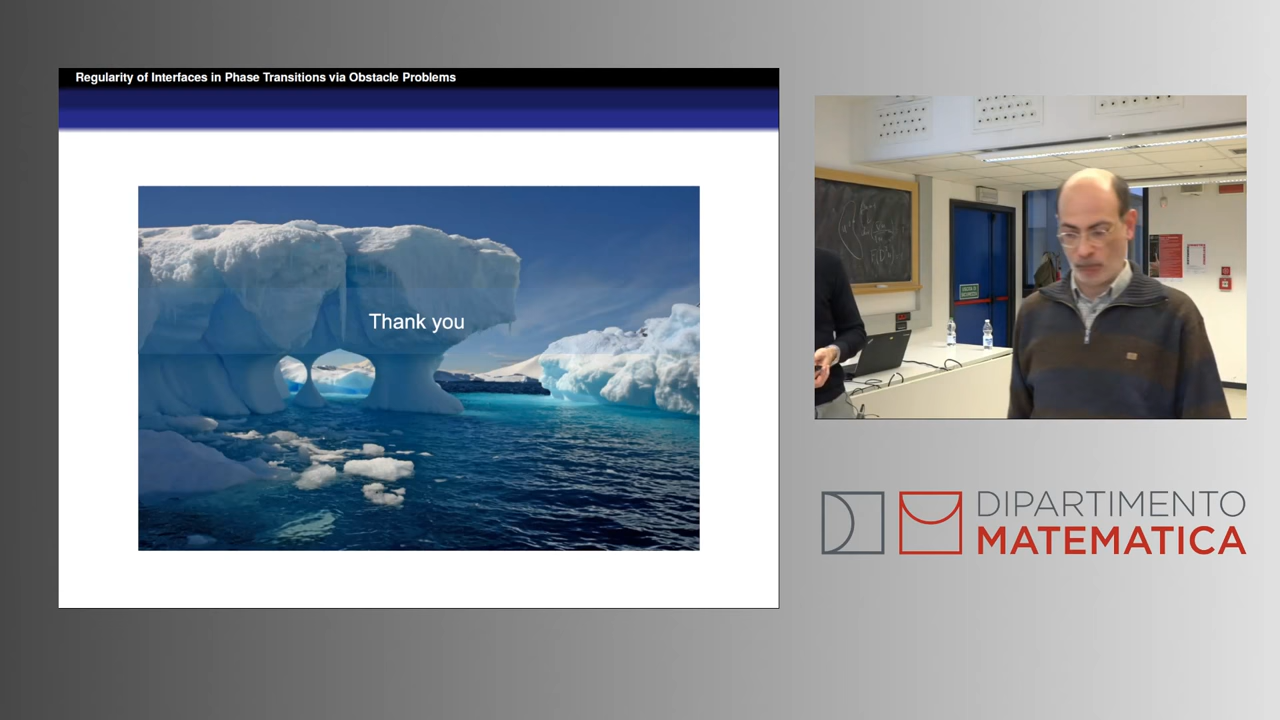 Regularity of Interfaces in Phase Transitions via Obstacle Problems
Thank you
DIPARTIMENTO
MATEMATICA